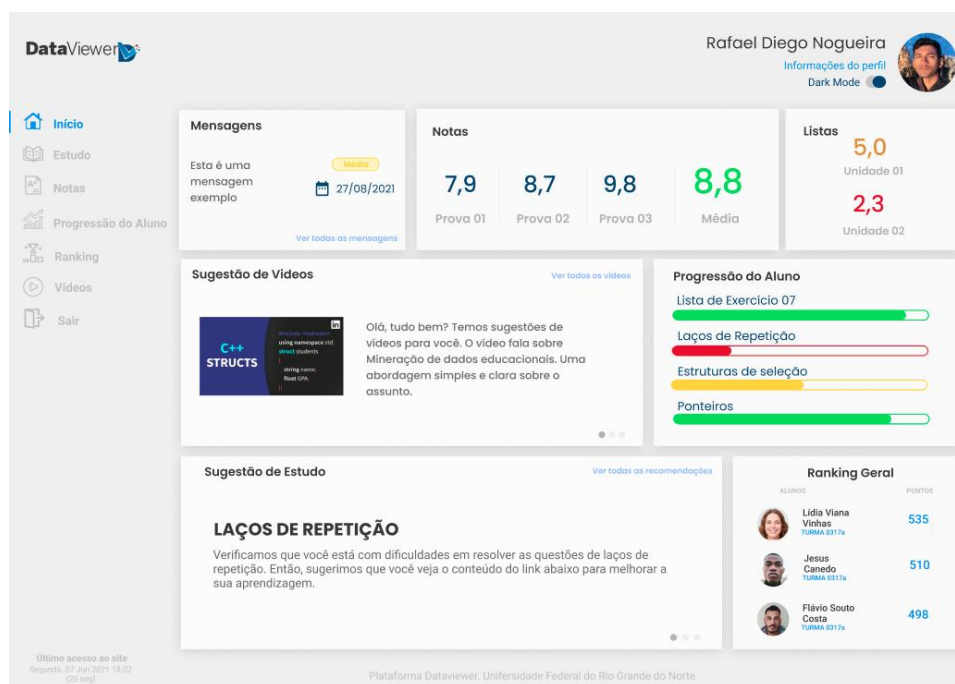 DataViewer
Rafael Diego Nogueira
Informações do perfil
Dark Mode
Início
Estudo
Notas
Progressão do Aluno
Ranking
Vídeos
Sair
Mensagens
Esta é uma
mensagem
exemplo
Média
27/08/2021
Ver todas as mensagens
Notas
7,9
Prova 01
8,7
Prova 02
9,8
Prova 03
8,8
Média
Listas
5,0
Unidade 01
2,3
Unidade 02
Sugestão de Vídeos
Ver todos os vídeos
C++
STRUCTS
in
#include <iostream>
using namespace std;
struct students
{
string name;
float GPA;
Olá, tudo bem? Temos sugestões de
vídeos para você. O vídeo fala sobre
Mineração de dados educacionais. Uma
abordagem simples e clara sobre o
assunto.
Progressão do Aluno
Lista de Exercício 07
Laços de Repetição
Estruturas de seleção
Ponteiros
Sugestão de Estudo
Ver todas as recomendações
LAÇOS DE REPETIÇÃO
Verificamos que você está com dificuldades em resolver as questões de laços de
repetição. Então, sugerimos que você veja o conteúdo do link abaixo para melhorar a
sua aprendizagem.
Ranking Geral
ALUNOS
PONTOS
Lídia Viana
Vinhas
TURMA 0317a
535
Jesus
Canedo
TURMA 0317a
510
Flávio Souto
Costa
TURMA 0317a
498
Último acesso ao site
Segunda, 07 Jun 2021 18:02
(20 seg)
Plataforma Dataviewer. Unifersidade Federal do Rio Grande do Norte